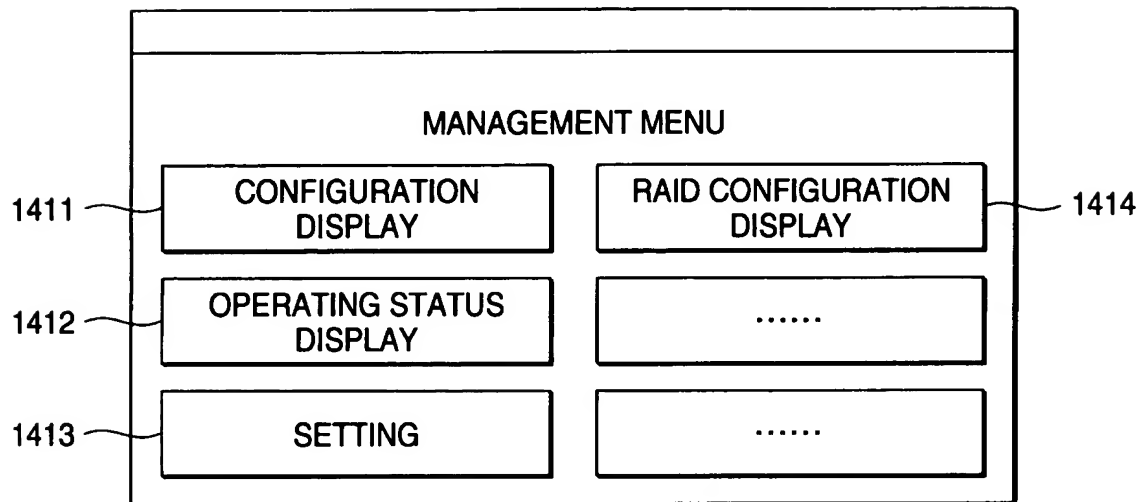 MANAGEMENT MENU
1411
CONFIGURATION
DISPLAY
RAID CONFIGURATION
DISPLAY
1414
1412
OPERATING STATUS
DISPLAY
......
1413
SETTING
......